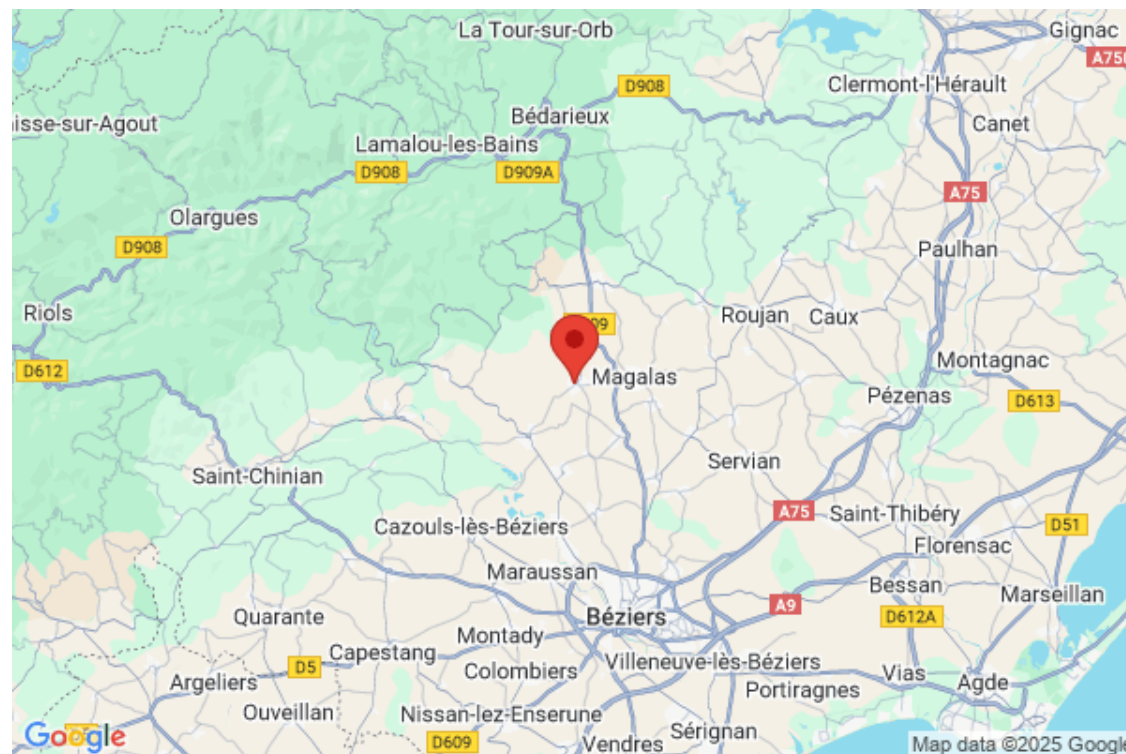 La Tour-sur-Orb
Gignac
A750
Clermont-l'Hérault
D908
Bédarieux
Canet
nisse-sur-Agout
Lamalou-les-Bains
D908
D909A
A75
Olargues
D908
Paulhan
Riols
Roujan
Caux
D612
Magalas
Montagnac
Pézenas
D613
Servian
Saint-Chinian
A75
Saint-Thibéry
D51
Cazouls-lès-Béziers
Florensac
Maraussan
Bessan
Marseillan
A9
Quarante
Béziers
D612A
Montady
Capestang
D5
Colombiers
Villeneuve-lès-Béziers
Vias
Agde
Argeliers
Portiragnes
Ouveillan
Nissan-lez-Enserune
Sérignan
Google
D609
Vendres
Map data ©2025 Google